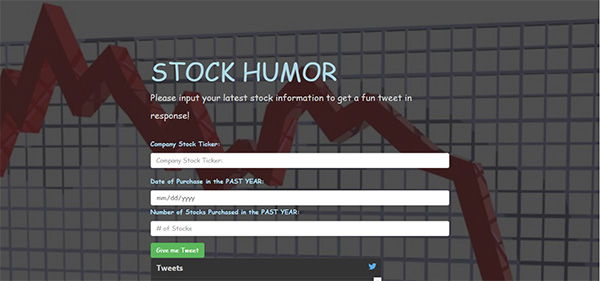 STOCK HUMOR
Please input your latest stock information to get a fun tweet in
response!
Company Stock Ticker:
Company Stock Ticker:
Date of Purchase in the PAST YEAR:
mm/dd/yyyy
Number of Stocks Purchased in the PAST YEAR:
# of Stocks
Give me Tweet
Tweets